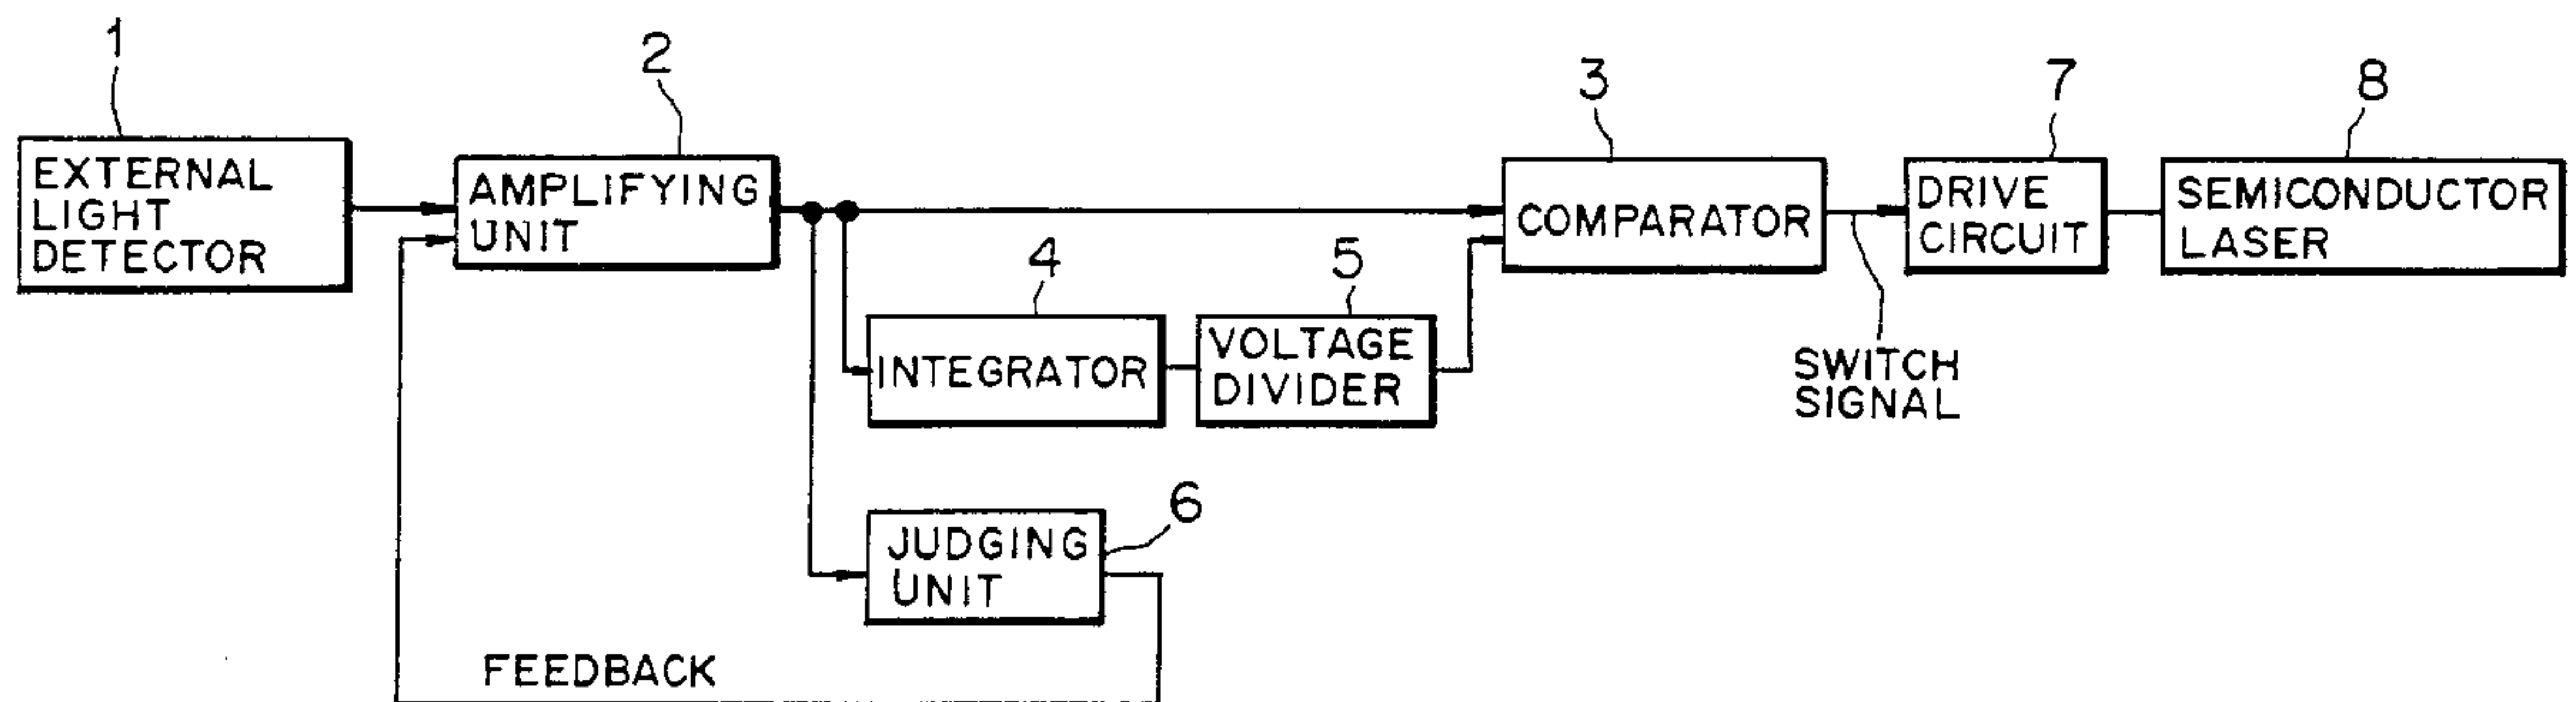 1
EXTERNAL
LIGHT
DETECTOR
2
AMPLIFYING
UNIT
3
COMPARATOR
7
DRIVE
CIRCUIT
8
SEMICONDUCTOR
LASER
4
INTEGRATOR
5
VOLTAGE
DIVIDER
SWITCH
SIGNAL
6
JUDGING
UNIT
FEEDBACK